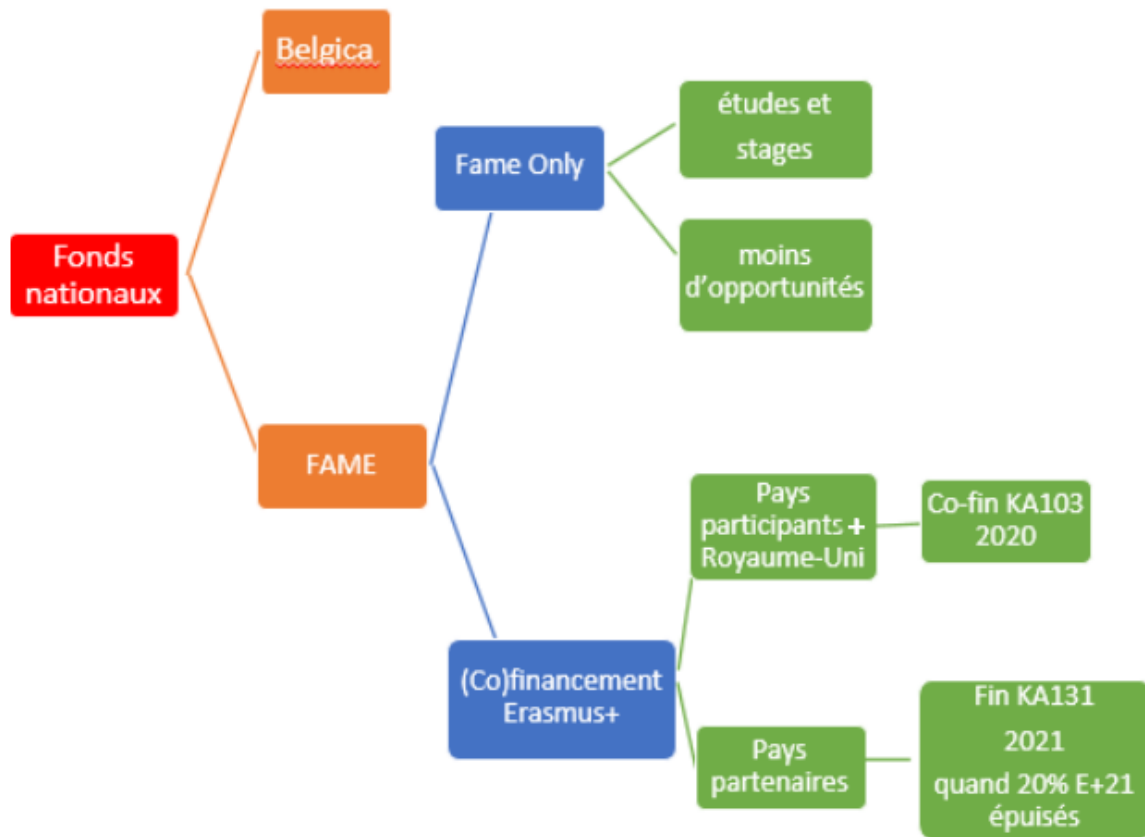 Belgica
études et
stages
Fame Only
Fonds
nationaux
moins
d’opportunités
FAME
Pays
participants +
Royaume-Uni
Co-fin KA103
2020
(Co)financement
Erasmus+
Pays
partenaires
Fin KA131
2021
quand 20% E+21
épuisés